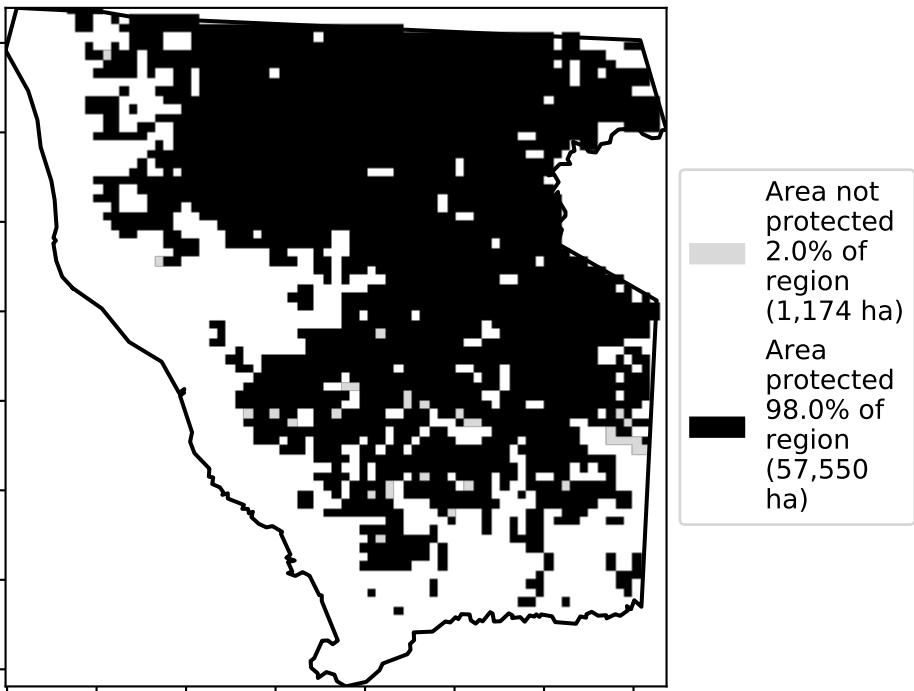 Area not
protected
2.0% of
region
(1,174 ha)
Area
protected
98.0% of
region
(57,550
ha)